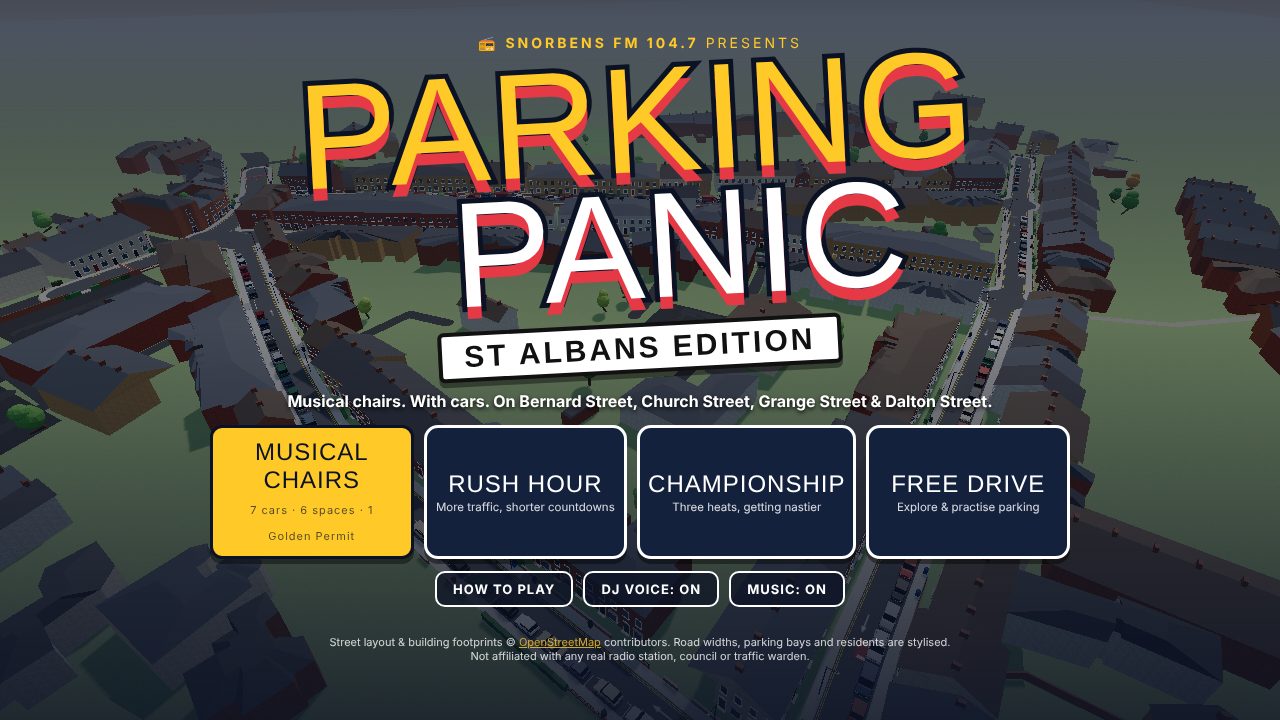 SNORBENS FM 104.7 PRESENTS
PARKING
PANIC
ST ALBANS EDITION
Musical chairs. With cars. On Bernard Street, Church Street, Grange Street & Dalton Street.
MUSICAL
CHAIRS
7 cars · 6 spaces · 1
Golden Permit
RUSH HOUR
More traffic, shorter countdowns
CHAMPIONSHIP
Three heats, getting nastier
FREE DRIVE
Explore & practise parking
HOW TO PLAY
DJ VOICE: ON
MUSIC: ON
Street layout & building footprints © OpenStreetMap contributors. Road widths, parking bays and residents are stylised.
Not affiliated with any real radio station, council or traffic warden.